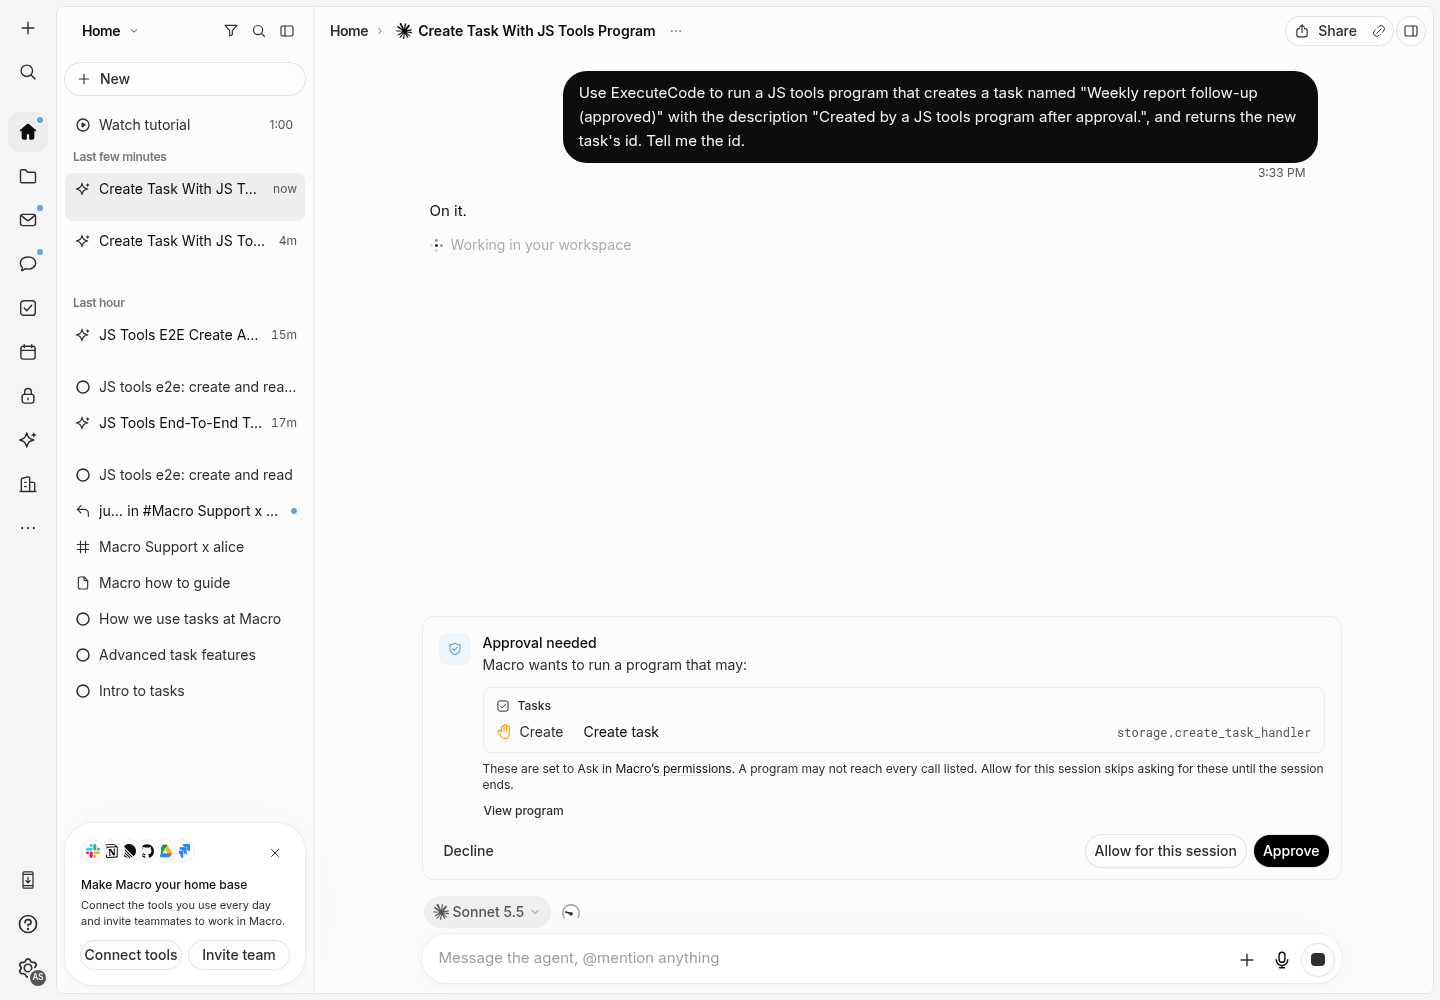 Home
New
Watch tutorial 1:00
Last few minutes
Create Task With JS T... now
Create Task With JS To... 4m
Last hour
JS Tools E2E Create A... 15m
JS tools e2e: create and rea...
JS Tools End-To-End T... 17m
JS tools e2e: create and read
ju... in #Macro Support x ...
Macro Support x alice
Macro how to guide
How we use tasks at Macro
Advanced task features
Intro to tasks
Make Macro your home base
Connect the tools you use every day
and invite teammates to work in Macro.
Connect tools Invite team
AS
Home Create Task With JS Tools Program ...
Share
Use ExecuteCode to run a JS tools program that creates a task named "Weekly report follow-up
(approved)" with the description "Created by a JS tools program after approval.", and returns the new
task's id. Tell me the id.
3:33 PM
On it.
Working in your workspace
Approval needed
Macro wants to run a program that may:
Tasks
Create Create task storage.create_task_handler
These are set to Ask in Macro’s permissions. A program may not reach every call listed. Allow for this session skips asking for these until the session
ends.
View program
Decline Allow for this session Approve
Sonnet 5.5
Message the agent, @mention anything